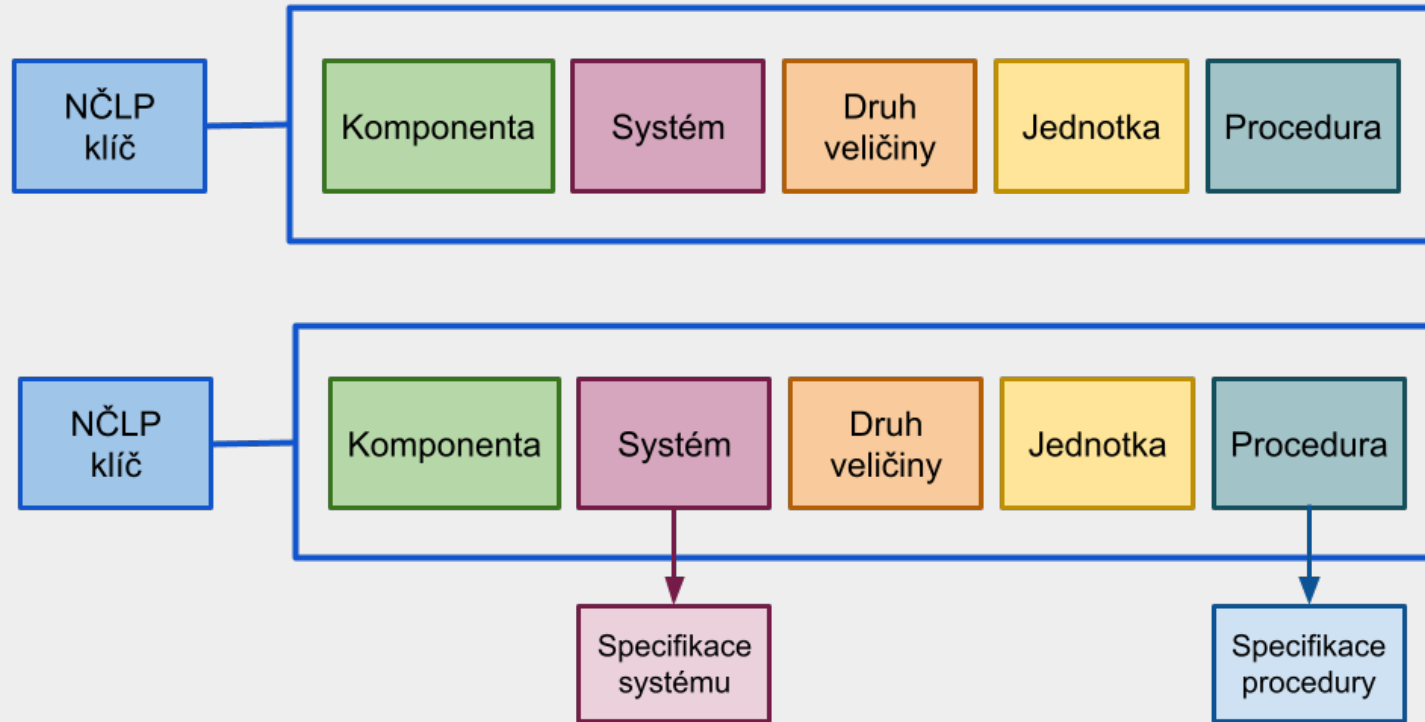 NČLP
klíč
Komponenta
Systém
Druh
veličiny
Jednotka
Procedura
NČLP
klíč
Komponenta
Systém
Druh
veličiny
Jednotka
Procedura
Specifikace
systému
Specifikace
procedury